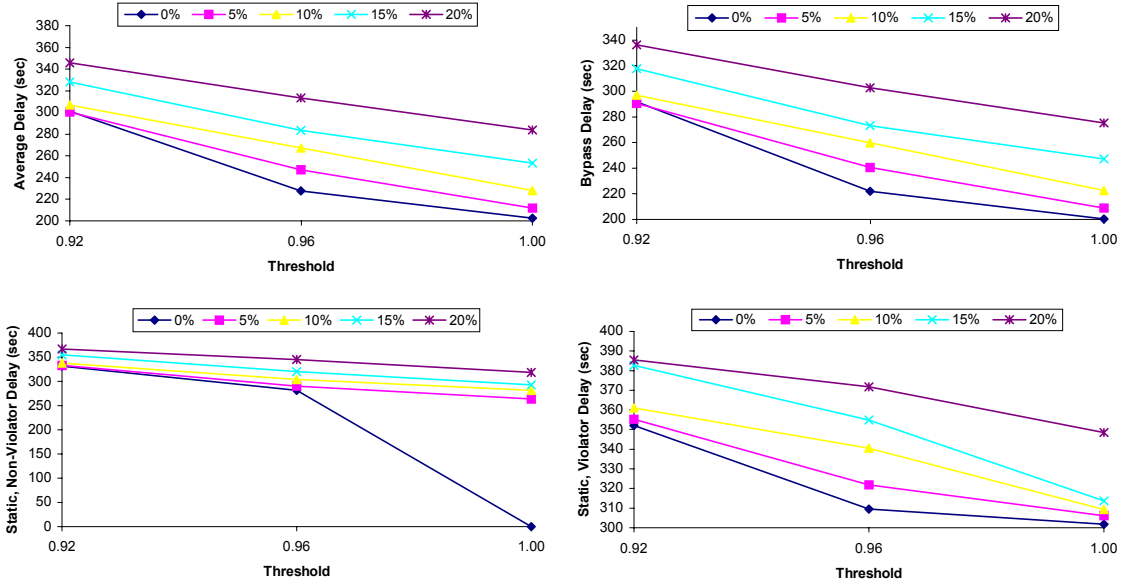 0% 5% 10% 15% 20%
Average Delay (sec)
380
360
340
320
300
280
260
240
220
200
0.92 0.96 1.00
Threshold
0% 5% 10% 15% 20%
Bypass Delay (sec)
340
320
300
280
260
240
220
200
0.92 0.96 1.00
Threshold
0% 5% 10% 15% 20%
Static, Non-Violator Delay (sec)
400
350
300
250
200
150
100
50
0
0.92 0.96 1.00
Threshold
0% 5% 10% 15% 20%
Static, Violator Delay (sec)
400
390
380
370
360
350
340
330
320
310
300
0.92 0.96 1.00
Threshold